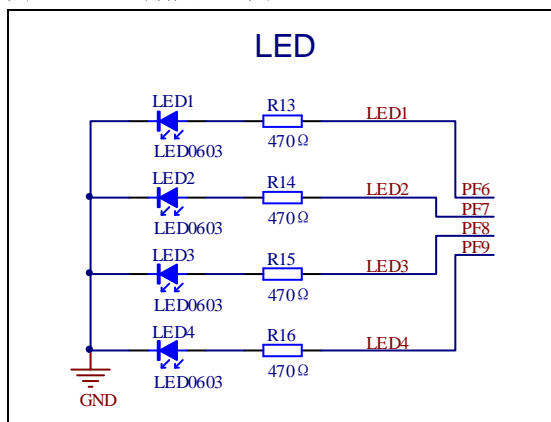 LED
LED1
R13
LED1
LED0603
470Ω
PF6
LED2
R14
LED2
PF7
LED0603
470Ω
PF8
PF9
LED3
R15
LED3
LED0603
470Ω
LED4
R16
LED4
LED0603
470Ω
GND